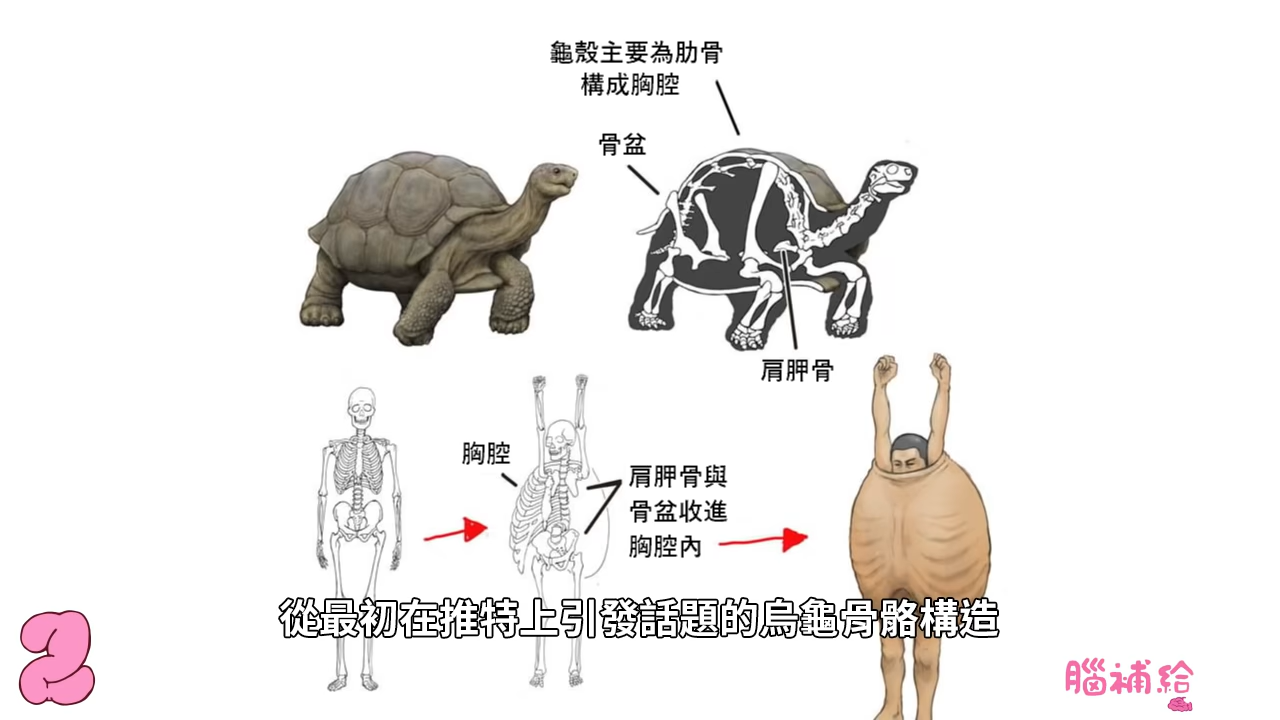 龜殼主要為肋骨
構成胸腔
骨盆
肩胛骨
胸腔
肩胛骨與
骨盆收進
胸腔內
從最初在推特上引發話題的烏龜骨骼構造
2
腦補給